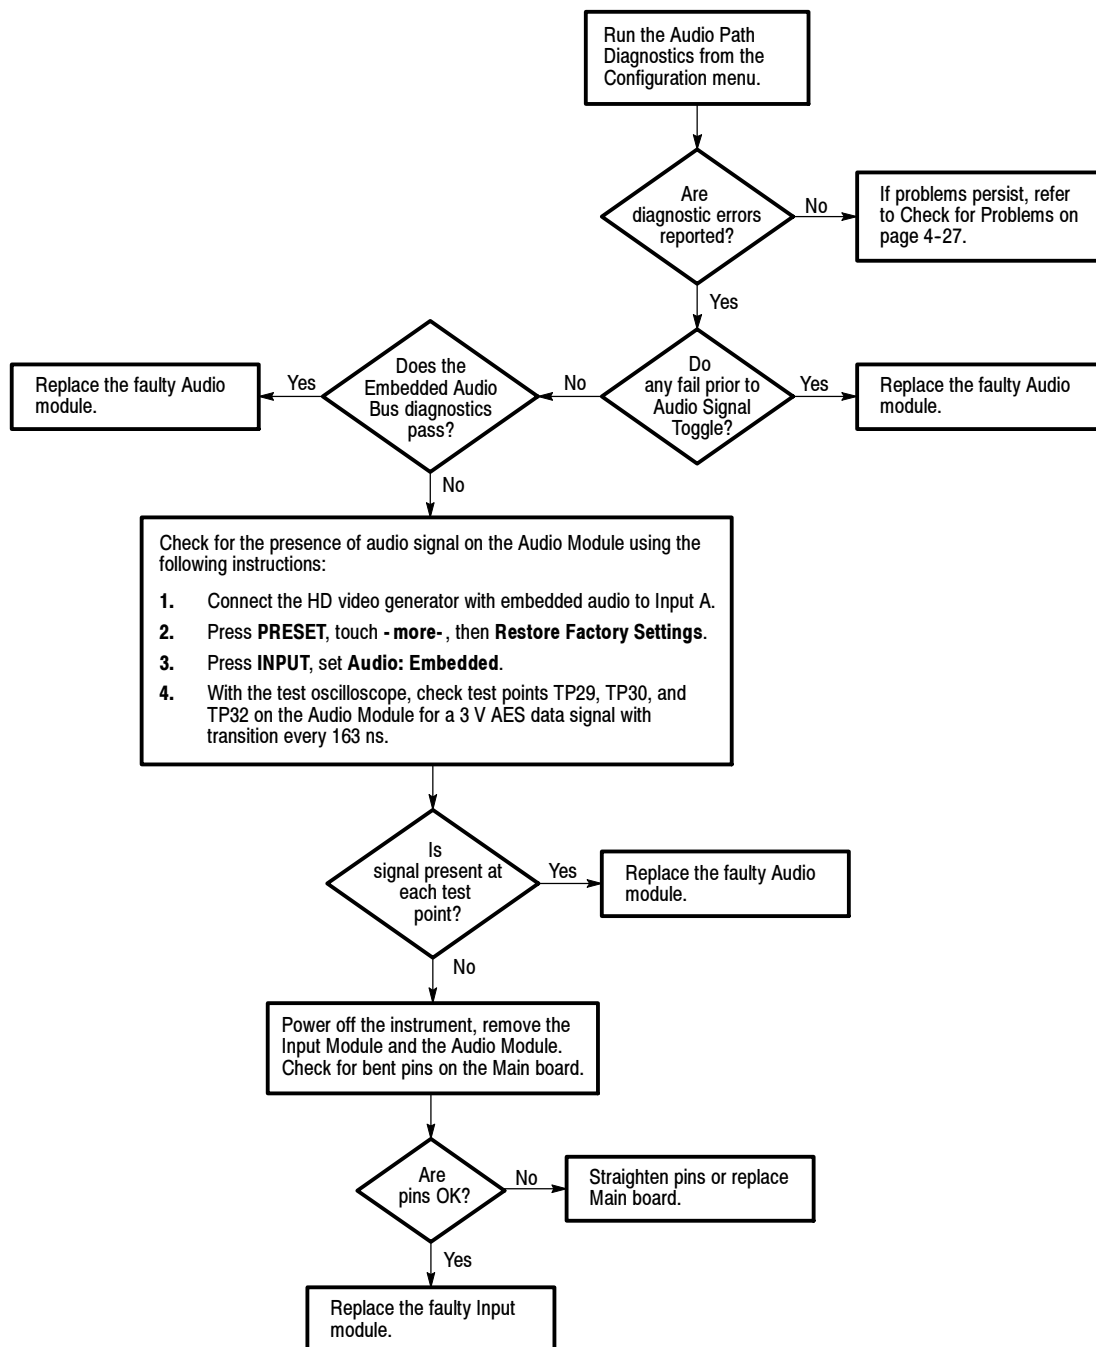 Run the Audio Path
Diagnostics from the
Configuration menu.
Are
diagnostic errors
reported?
No
If problems persist, refer
to Check for Problems on
page 4-27.
Yes
Do
any fail prior to
Audio Signal
Toggle?
Yes
Replace the faulty Audio
module.
No
Does the
Embedded Audio
Bus diagnostics
pass?
Yes
Replace the faulty Audio
module.
No
Check for the presence of audio signal on the Audio Module using the
following instructions:
1. Connect the HD video generator with embedded audio to Input A.
2. Press PRESET, touch - more- , then Restore Factory Settings.
3. Press INPUT, set Audio: Embedded.
4. With the test oscilloscope, check test points TP29, TP30, and
TP32 on the Audio Module for a 3 V AES data signal with
transition every 163 ns.
Is
signal present at
each test
point?
Yes
Replace the faulty Audio
module.
No
Power off the instrument, remove the
Input Module and the Audio Module.
Check for bent pins on the Main board.
Are
pins OK?
No
Straighten pins or replace
Main board.
Yes
Replace the faulty Input
module.